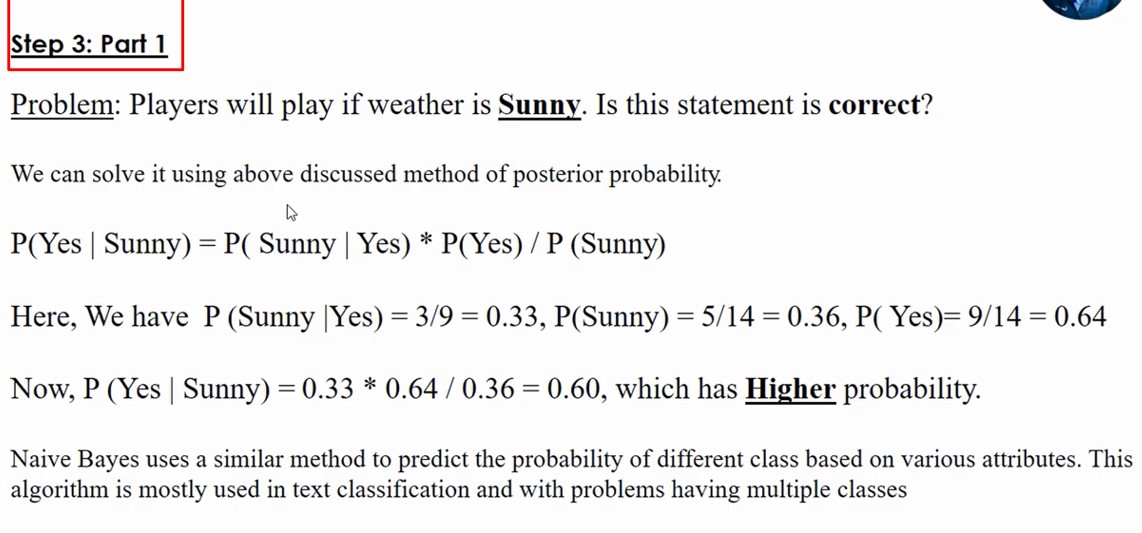 Step 3: Part 1
Problem: Players will play if weather is Sunny. Is this statement is correct?
We can solve it using above discussed method of posterior probability.
P(Yes | Sunny) = P( Sunny | Yes) * P(Yes) / P (Sunny)
Here, We have  P (Sunny |Yes) = 3/9 = 0.33, P(Sunny) = 5/14 = 0.36, P( Yes)= 9/14 = 0.64
Now, P (Yes | Sunny) = 0.33 * 0.64 / 0.36 = 0.60, which has Higher probability.
Naive Bayes uses a similar method to predict the probability of different class based on various attributes. This
algorithm is mostly used in text classification and with problems having multiple classes